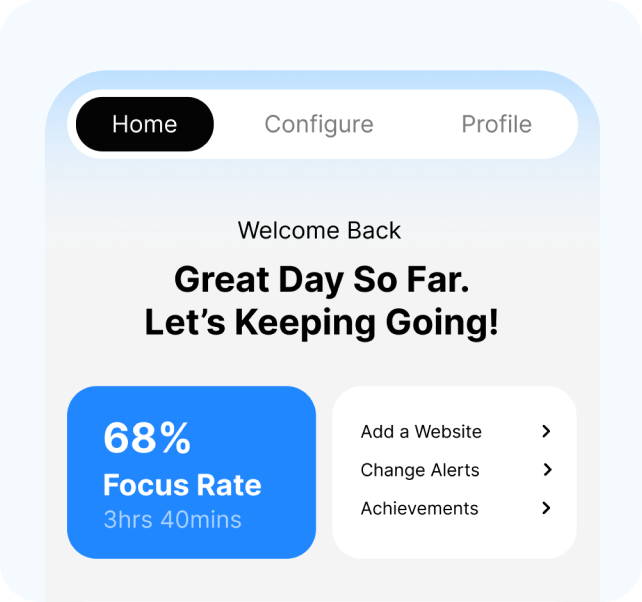 Home
Configure
Profile
Welcome Back
Great Day So Far.
Let’s Keeping Going!
68%
Focus Rate
3hrs 40mins
Add a Website
Change Alerts
Achievements